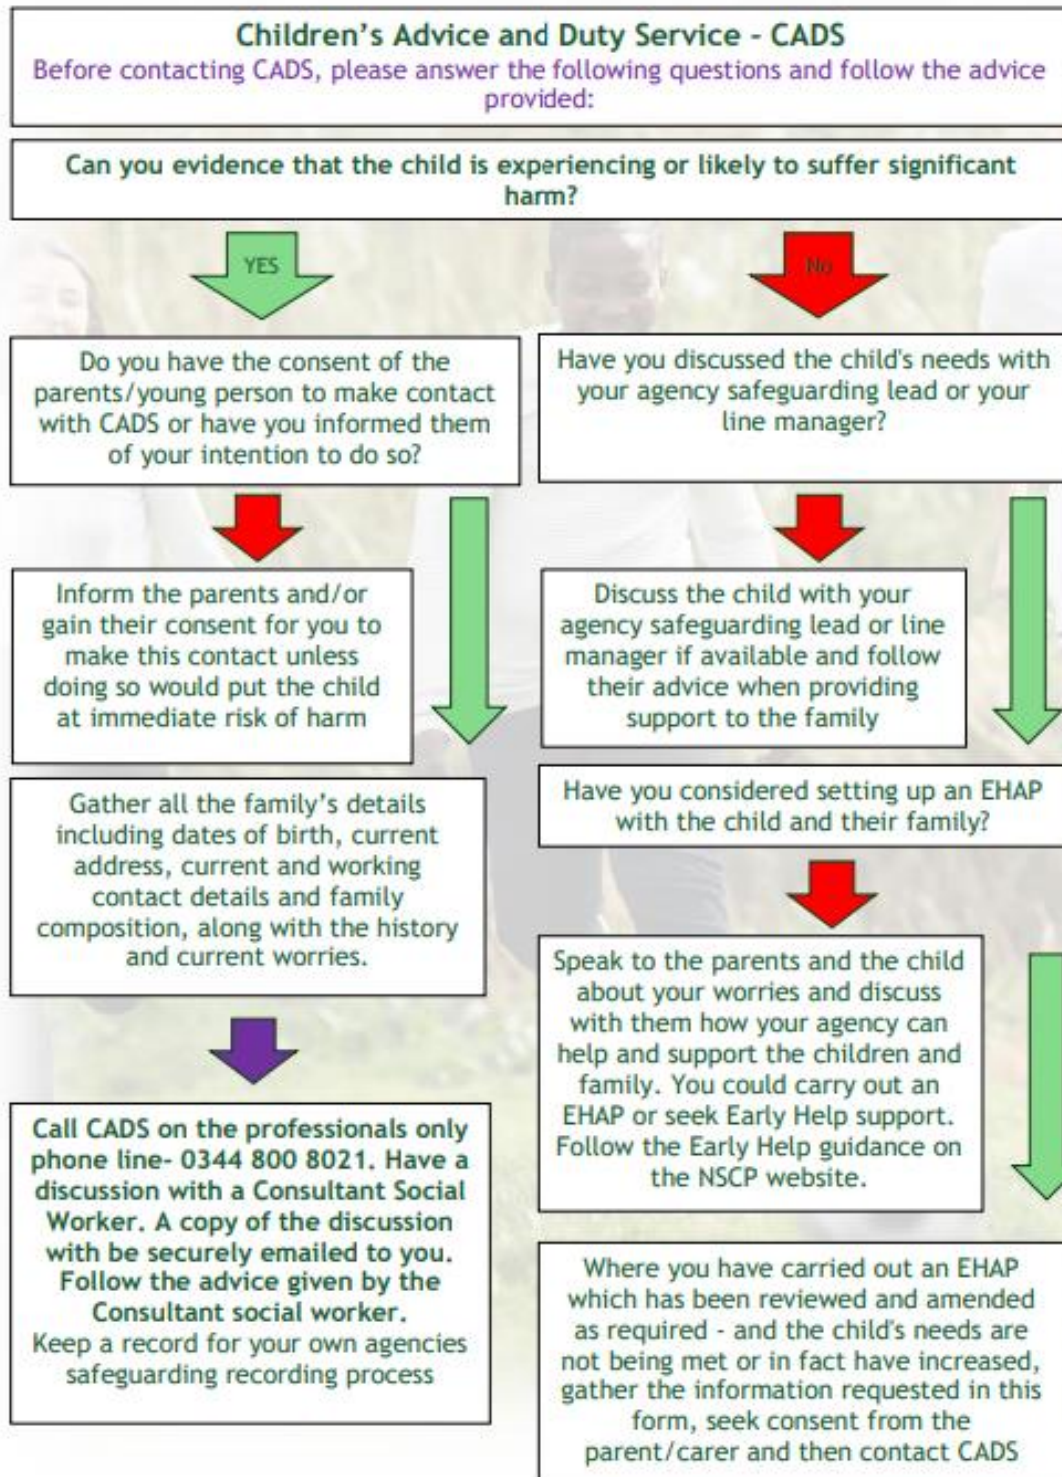 Children's Advice and Duty Service - CADS
Before contacting CADS, please answer the following questions and follow the advice
provided:
Can you evidence that the child is experiencing or likely to suffer significant
harm?
YES
No
Do you have the consent of the
parents/young person to make contact
with CADS or have you informed them
of your intention to do so?
Have you discussed the child's needs with
your agency safeguarding lead or your
line manager?
Inform the parents and/or
gain their consent for you to
make this contact unless
doing so would put the child
at immediate risk of harm
Discuss the child with your
agency safeguarding lead or line
manager if available and follow
their advice when providing
support to the family
Gather all the family's details
including dates of birth, current
address, current and working
contact details and family
composition, along with the history
and current worries.
Have you considered setting up an EHAP
with the child and their family?
Speak to the parents and the child
about your worries and discuss
with them how your agency can
help and support the children and
family. You could carry out an
EHAP or seek Early Help support.
Follow the Early Help guidance on
the NSCP website.
Call CADS on the professionals only
phone line- 0344 800 8021. Have a
discussion with a Consultant Social
Worker. A copy of the discussion
with be securely emailed to you.
Follow the advice given by the
Consultant social worker.
Keep a record for your own agencies
safeguarding recording process
Where you have carried out an EHAP
which has been reviewed and amended
as required - and the child's needs are
not being met or in fact have increased,
gather the information requested in this
form, seek consent from the
parent/carer and then contact CADS